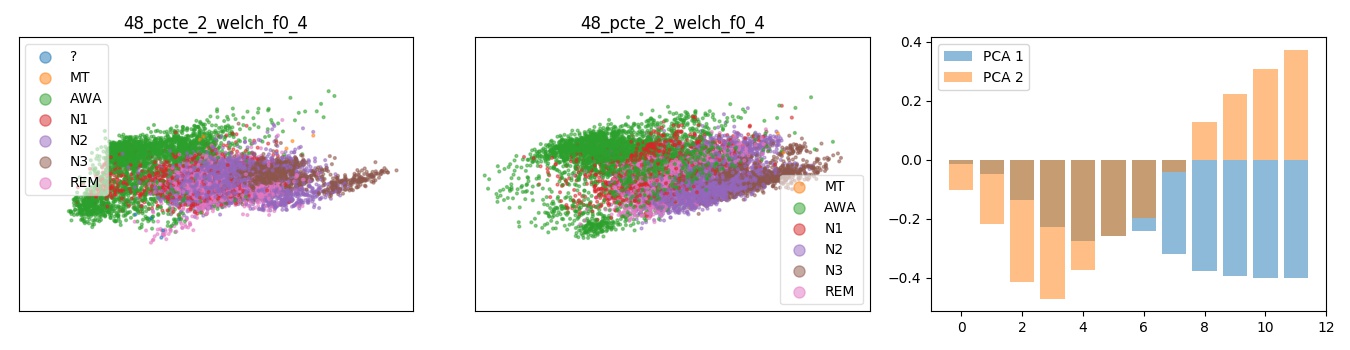 48_pcte_2_welch_f0_4
?
MT
AWA
N1
N2
N3
REM
48_pcte_2_welch_f0_4
MT
AWA
N1
N2
N3
REM
PCA 1
PCA 2
0.4
0.2
0.0
−0.2
−0.4
0 2 4 6 8 10 12